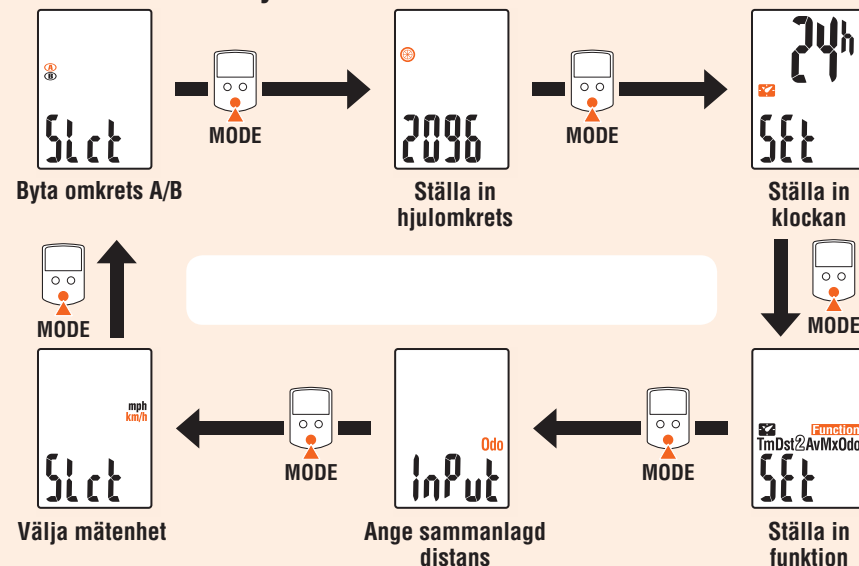 A
B
Slct
MODE
2096
MODE
24h
SEt
Byta omkrets A/B
Ställa in
hjulomkrets
Ställa in
klockan
MODE
MODE
mph
km/h
Slct
MODE
Odo
InPut
MODE
Function
TmDst2AvMxOdo
SEt
Välja mätenhet
Ange sammanlagd
distans
Ställa in
funktion